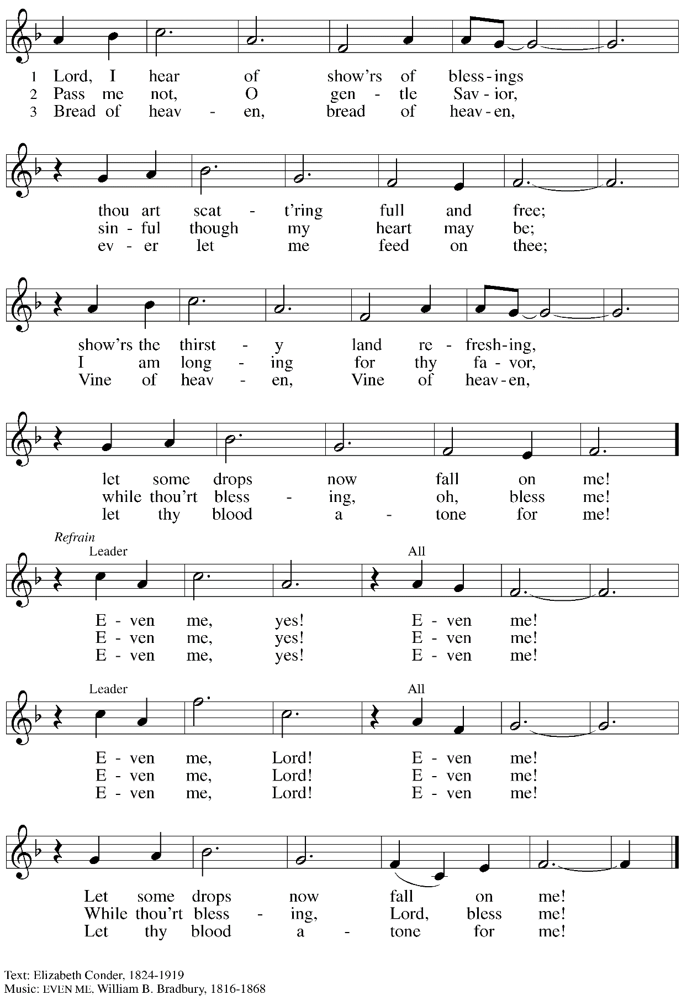 1 Lord, I hear of show'rs of bless-ings
2 Pass me not, O gen - tle Sav - ior,
3 Bread of heav - en, bread of heav - en,
thou art scat - t'ring full and free;
sin - ful though my heart may be;
ev - er let me feed on thee;
show'rs the thirst - y land re - fresh-ing,
I am long - ing for thy fa - vor,
Vine of heav - en, Vine of heav - en,
let some drops now fall on me!
while thou'rt bless - ing, oh, bless me!
let thy blood a - tone for me!
Refrain
Leader All
E - ven me, yes! E - ven me!
E - ven me, yes! E - ven me!
E - ven me, yes! E - ven me!
Leader All
E - ven me, Lord! E - ven me!
E - ven me, Lord! E - ven me!
E - ven me, Lord! E - ven me!
Let some drops now fall on me!
While thou'rt bless - ing, Lord, bless me!
Let thy blood a - tone for me!
Text: Elizabeth Conder, 1824-1919
Music: EVEN ME, William B. Bradbury, 1816-1868